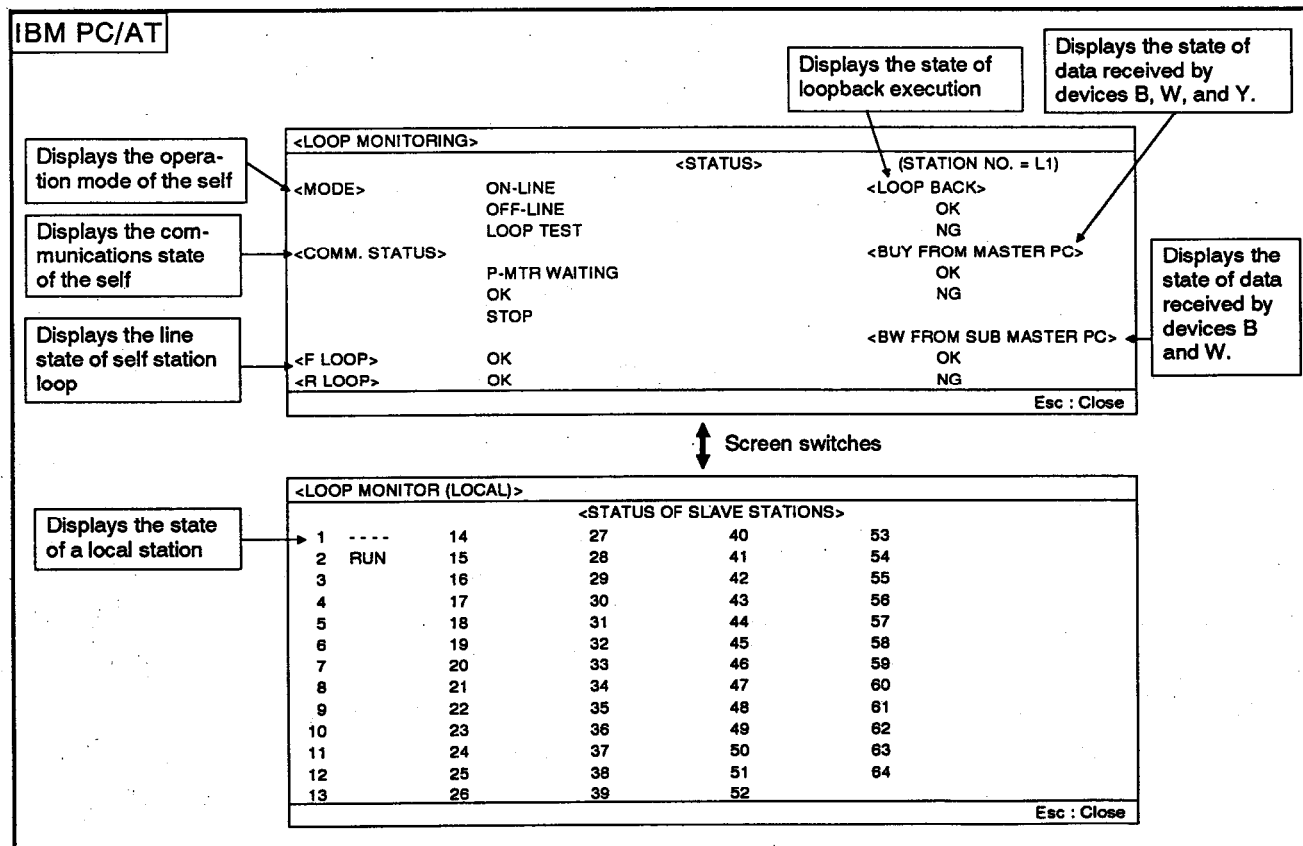 IBM PC/AT
Displays the state of
loopback execution
Displays the state of
data received by
devices B, W, and Y.
Displays the opera-
tion mode of the self
Displays the com-
munications state
of the self
Displays the line
state of self station
loop
<LOOP MONITORING>
<STATUS> (STATION NO. = L1)
<MODE> ON-LINE <LOOP BACK>
OFF-LINE OK
LOOP TEST NG
<COMM. STATUS> <BUY FROM MASTER PC>
P-MTR WAITING OK
OK NG
STOP
<BW FROM SUB MASTER PC>
<F LOOP> OK OK
<R LOOP> OK NG
Esc : Close
Displays the
state of data
received by
devices B
and W.
Screen switches
Displays the state
of a local station
<LOOP MONITOR (LOCAL)>
<STATUS OF SLAVE STATIONS>
1 - - - - 14 27 40 53
2 RUN 15 28 41 54
3 16 29 42 55
4 17 30 43 56
5 18 31 44 57
6 19 32 45 58
7 20 33 46 59
8 21 34 47 60
9 22 35 48 61
10 23 36 49 62
11 24 37 50 63
12 25 38 51 64
13 26 39 52
Esc : Close